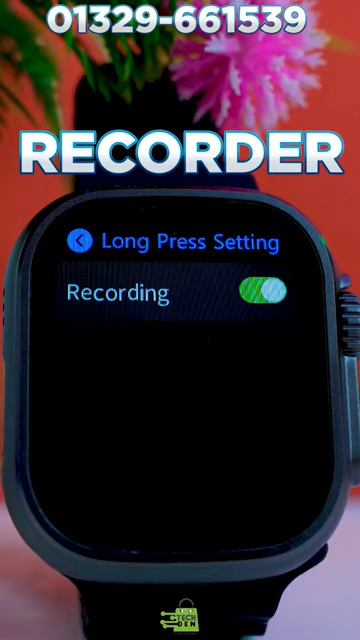 01329-661539
RECORDER
Long Press Setting
Recording
TECH
DEN